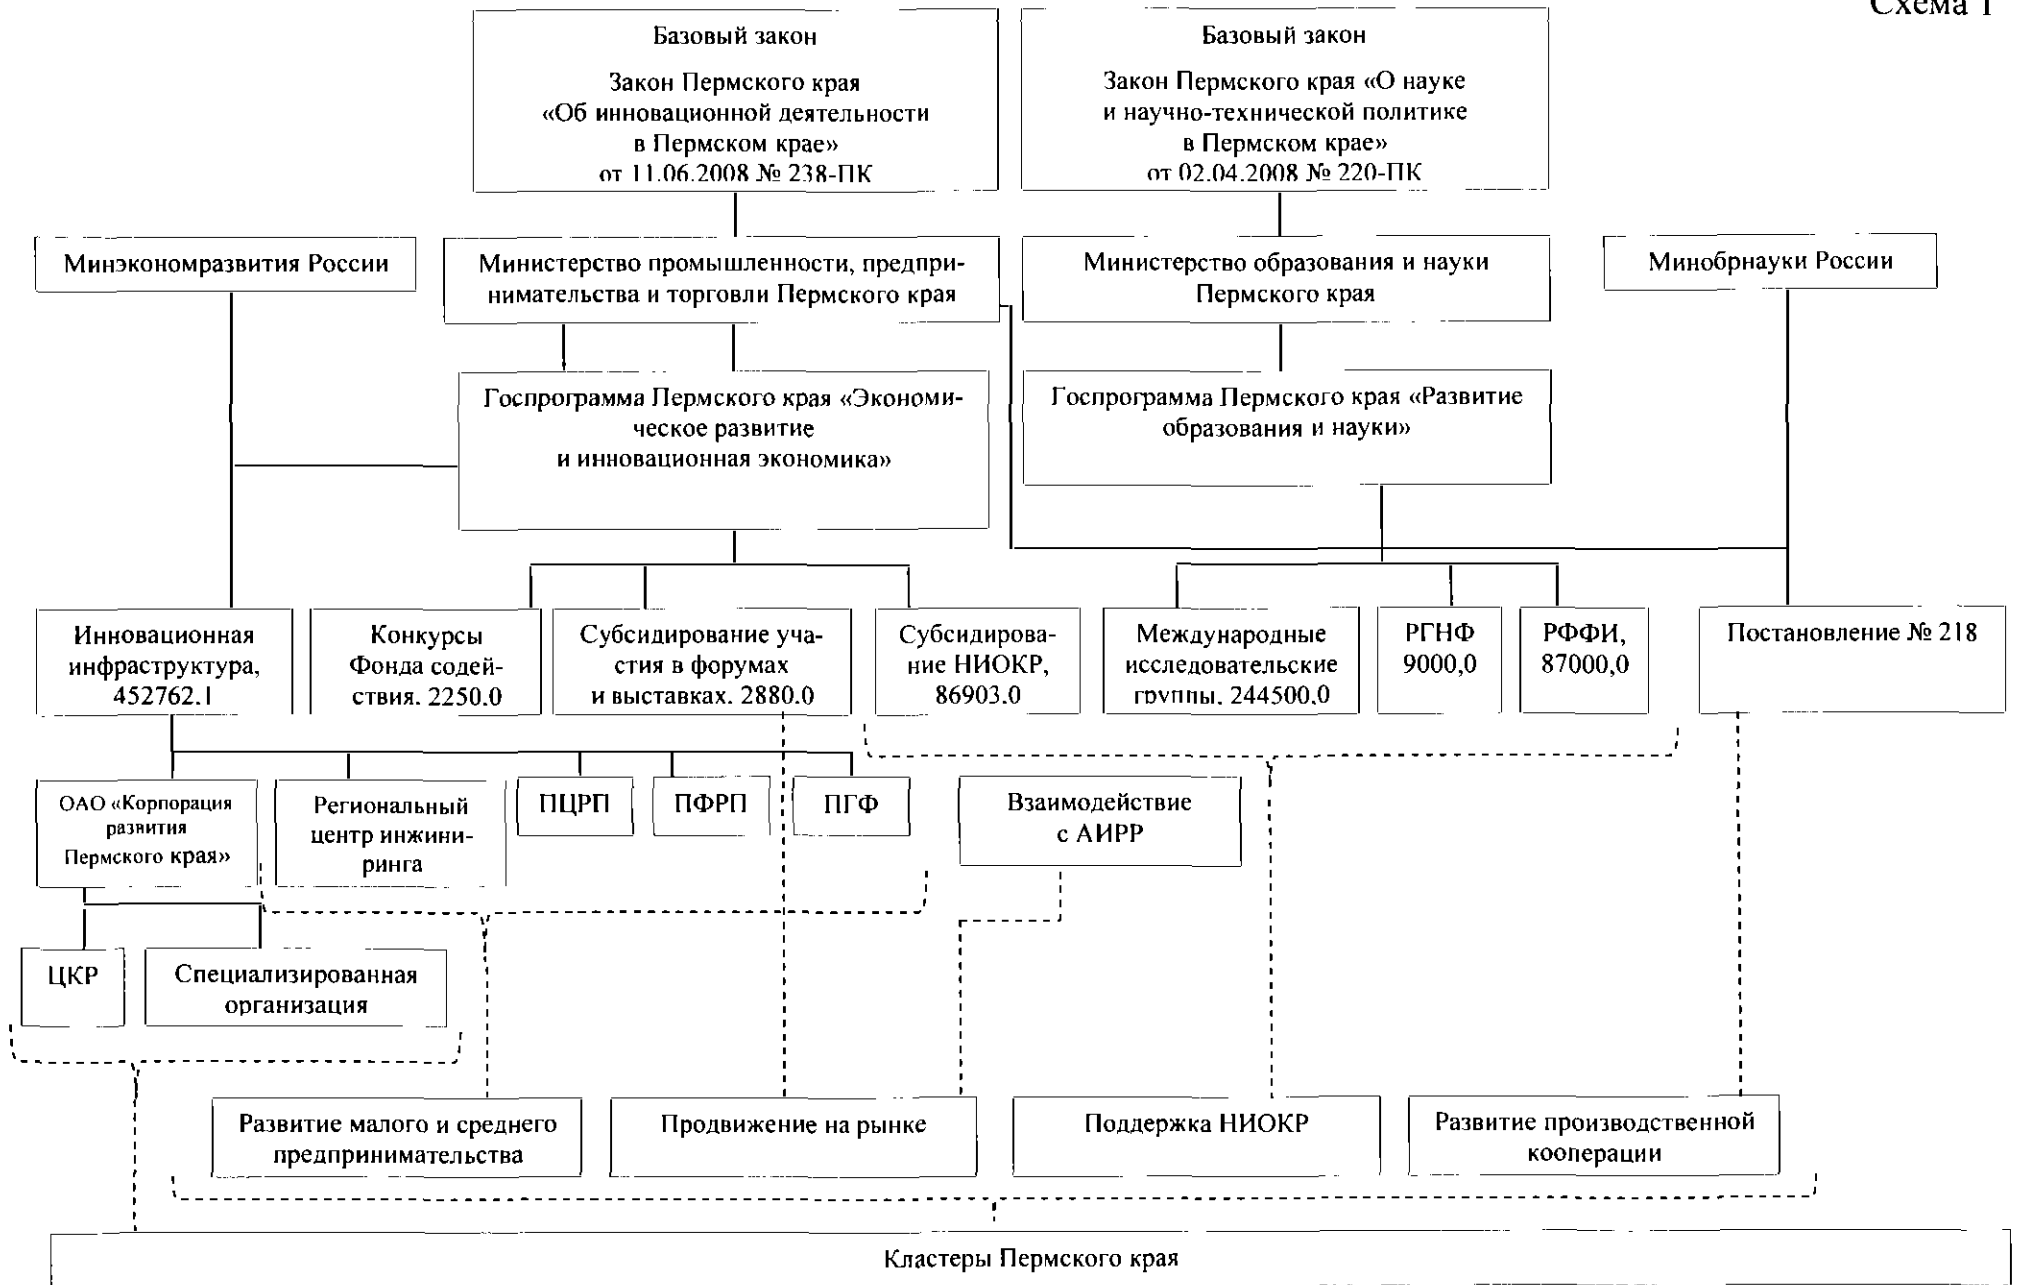 Схема 1
Базовый закон
Закон Пермского края
«Об инновационной деятельности
в Пермском крае»
от 11.06.2008 № 238-ПК
Базовый закон
Закон Пермского края «О науке
и научно-технической политике
в Пермском крае»
от 02.04.2008 № 220-ПК
Минэкономразвития России
Министерство промышленности, предпри-
нимательства и торговли Пермского края
Министерство образования и науки
Пермского края
Минобрнауки России
Госпрограмма Пермского края «Экономи-
ческое развитие
и инновационная экономика»
Госпрограмма Пермского края «Развитие
образования и науки»
Инновационная
инфраструктура,
452762.1
Конкурсы
Фонда содей-
ствия. 2250.0
Субсидирование уча-
стия в форумах
и выставках. 2880.0
Субсидирова-
ние НИОКР,
86903.0
Международные
исследовательские
группы. 244500,0
РГНФ
9000,0
РФФИ,
87000,0
Постановление № 218
ОАО «Корпорация
развития
Пермского края»
Региональный
центр инжини-
ринга
ПЦРП
ПФРП
ПГФ
Взаимодействие
с АИРР
ЦКР
Специализированная
организация
Развитие малого и среднего
предпринимательства
Продвижение на рынке
Поддержка НИОКР
Развитие производственной
кооперации
Кластеры Пермского края